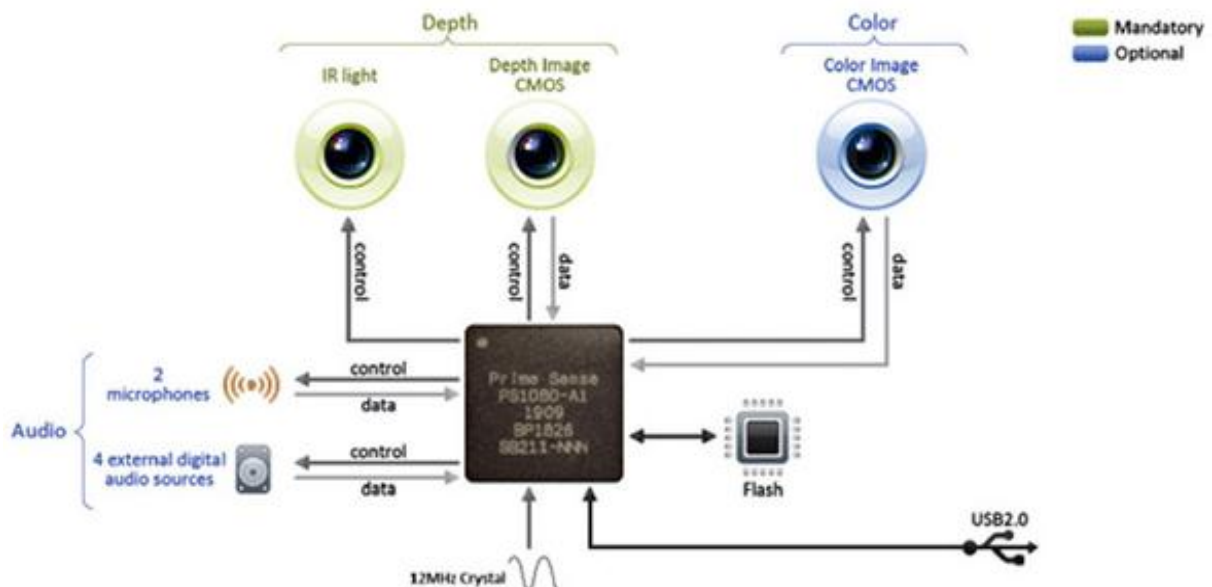 Depth
Color
Mandatory
Optional
IR light
Depth Image
CMOS
Color Image
CMOS
control
control
data
control
data
2
microphones
control
data
Audio
4 external digital
audio sources
control
data
Prime Sense
PS1080-A1
1909
BP1826
SB211-NNN
Flash
USB2.0
12MHz Crystal